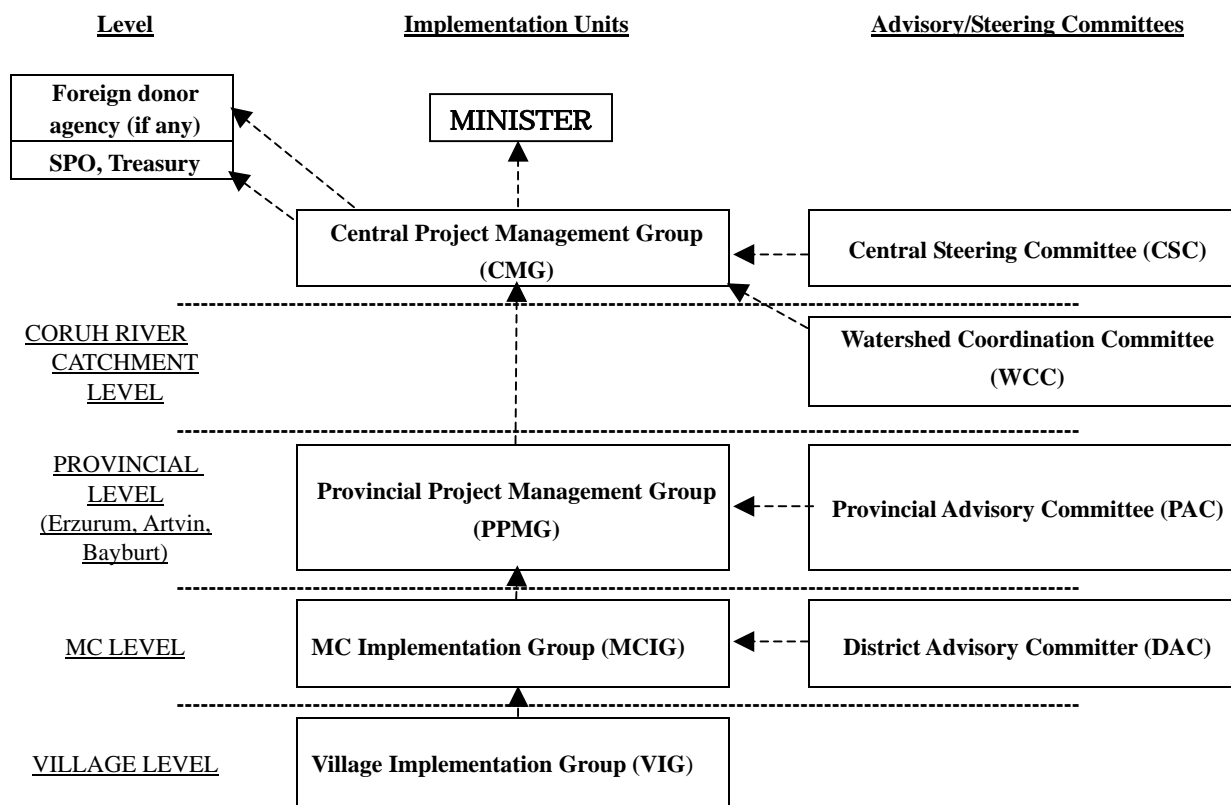 Level
Implementation Units
Advisory/Steering Committees
Foreign donor
agency (if any)
SPO, Treasury
MINISTER
Central Project Management Group
(CMG)
Central Steering Committee (CSC)
CORUH RIVER
CATCHMENT
LEVEL
Watershed Coordination Committee
(WCC)
PROVINCIAL
LEVEL
(Erzurum, Artvin,
Bayburt)
Provincial Project Management Group
(PPMG)
Provincial Advisory Committee (PAC)
MC LEVEL
MC Implementation Group (MCIG)
District Advisory Committer (DAC)
VILLAGE LEVEL
Village Implementation Group (VIG)